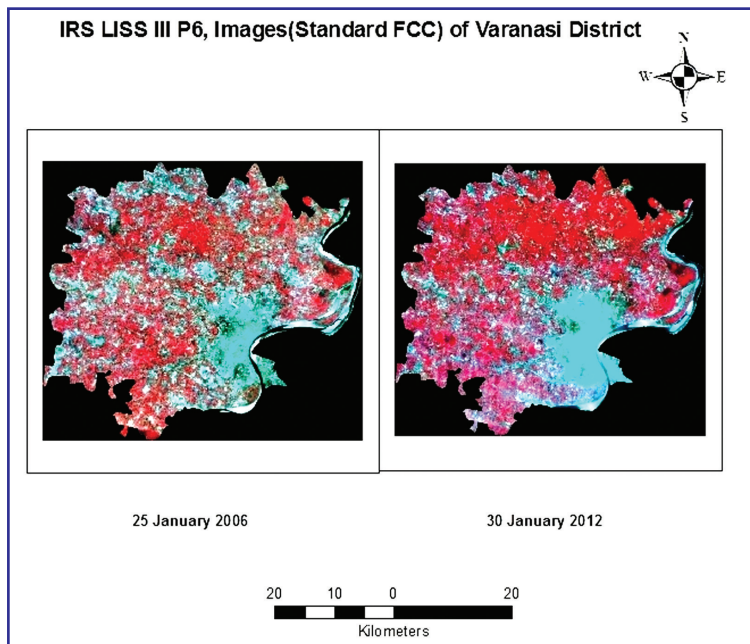 IRS LISS III P6, Images(Standard FCC) of Varanasi District
N
W E
S
25 January 2006 30 January 2012
20 10 0 20
Kilometers